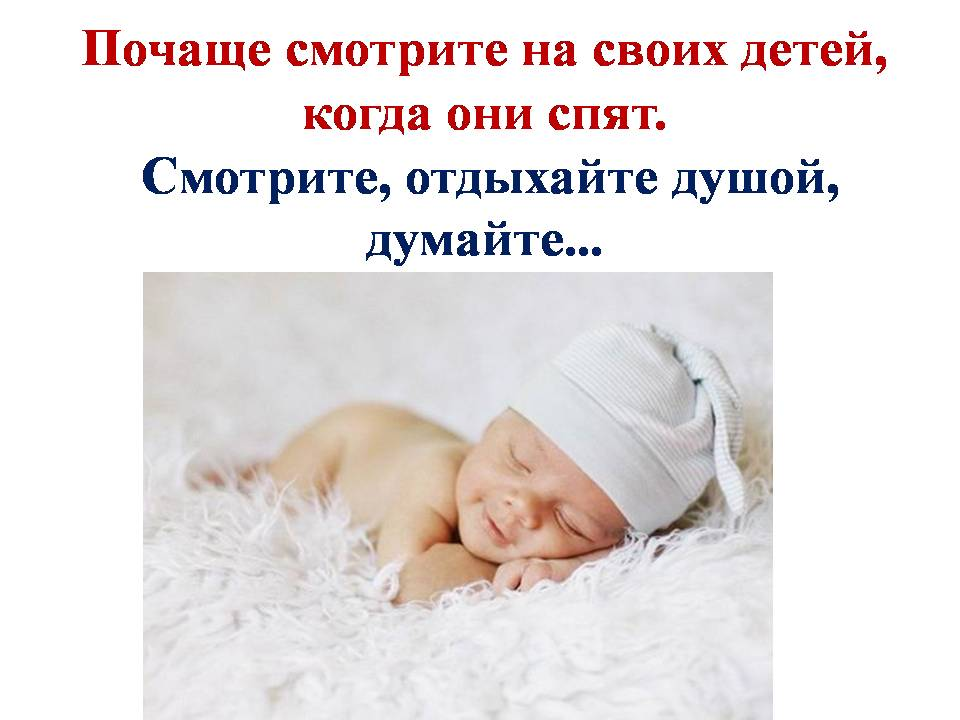 Почаще смотрите на своих детей,
когда они спят.
Смотрите, отдыхайте душой,
думайте...